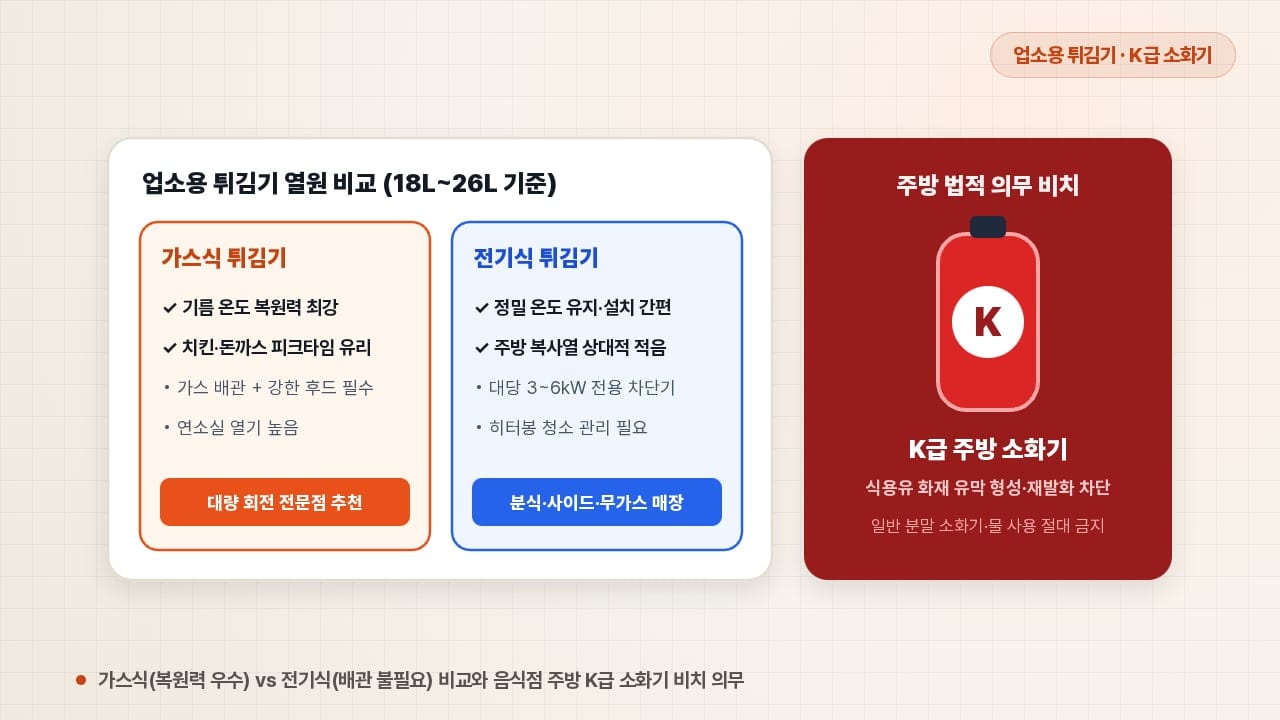 업소용 튀김기 · K급 소화기
업소용 튀김기 열원 비교 (18L~26L 기준)
가스식 튀김기
✓ 기름 온도 복원력 최강
✓ 치킨·돈까스 피크타임 유리
• 가스 배관 + 강한 후드 필수
• 연소실 열기 높음
대량 회전 전문점 추천
전기식 튀김기
✓ 정밀 온도 유지·설치 간편
✓ 주방 복사열 상대적 적음
• 대당 3~6kW 전용 차단기
• 히터봉 청소 관리 필요
분식·사이드·무가스 매장
주방 법적 의무 비치
K
K급 주방 소화기
식용유 화재 유막 형성·재발화 차단
일반 분말 소화기·물 사용 절대 금지
가스식(복원력 우수) vs 전기식(배관 불필요) 비교와 음식점 주방 K급 소화기 비치 의무